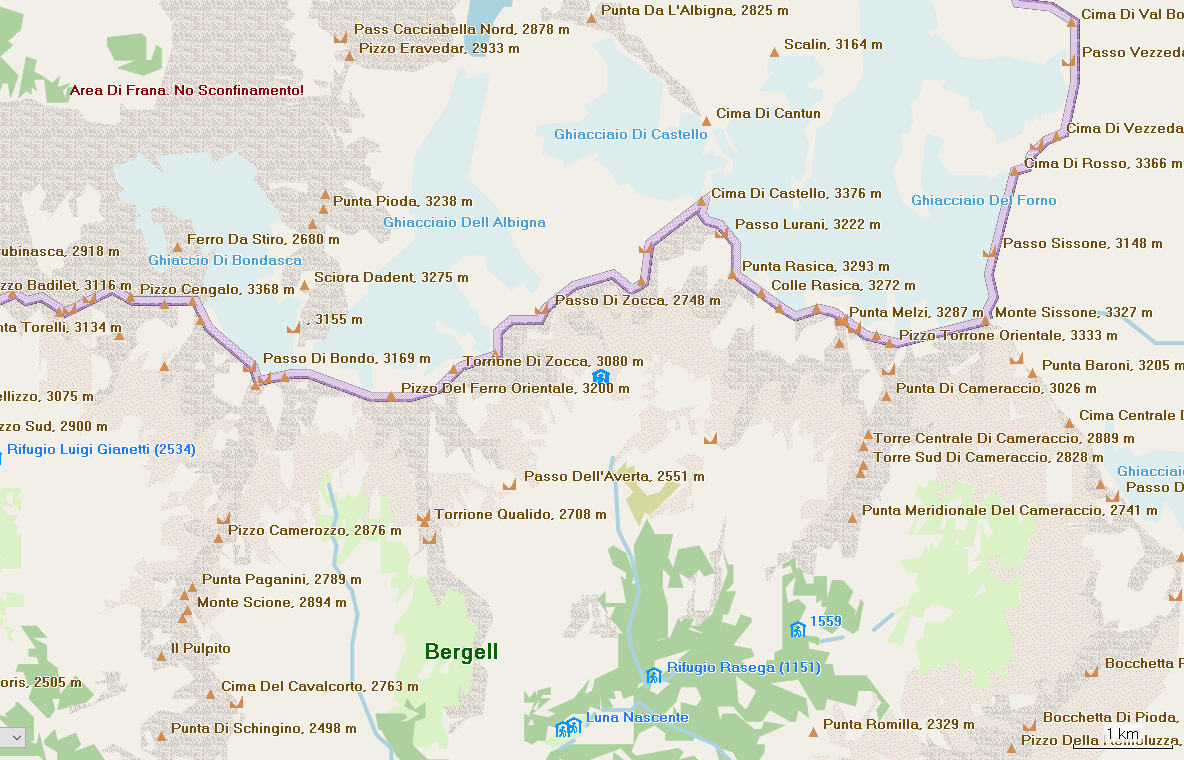 Punta Da L'Albigna, 2825 m
Cima Di Val Bo
Pass Cacciabella Nord, 2878 m
Pizzo Eravedar, 2933 m
Scalin, 3164 m
Passo Vezzeda
Area Di Frana. No Sconfinamento!
Cima Di Cantun
Ghiacciaio Di Castello
Cima Di Vezzeda
Cima Di Rosso, 3366 m
Cima Di Castello, 3376 m
Punta Pioda, 3238 m
Ghiacciaio Del Forno
Ghiacciaio Dell Albigna
Passo Lurani, 3222 m
Ferro Da Stiro, 2680 m
Passo Sissone, 3148 m
ubinasca, 2918 m
Ghiaccio Di Bondasca
Punta Rasica, 3293 m
Sciora Dadent, 3275 m
zzo Badilet, 3116 m
Pizzo Cengalo, 3368 m
Colle Rasica, 3272 m
Passo Di Zocca, 2748 m
Punta Melzi, 3287 m
Monte Sissone, 3327 m
, 3155 m
nta Torelli, 3134 m
Pizzo Torrone Orientale, 3333 m
Passo Di Bondo, 3169 m
Torrione Di Zocca, 3080 m
Punta Baroni, 3205 m
Pizzo Del Ferro Orientale, 3200 m
Punta Di Cameraccio, 3026 m
ellizzo, 3075 m
Cima Centrale D
zzo Sud, 2900 m
Torre Centrale Di Cameraccio, 2889 m
Rifugio Luigi Gianetti (2534)
Torre Sud Di Cameraccio, 2828 m
Ghiacciai
Passo Dell'Averta, 2551 m
Passo D
Torrione Qualido, 2708 m
Punta Meridionale Del Cameraccio, 2741 m
Pizzo Camerozzo, 2876 m
Punta Paganini, 2789 m
Monte Scione, 2894 m
1559
Il Pulpito
Bergell
Rifugio Rasega (1151)
Bocchetta P
oris, 2505 m
Cima Del Cavalcorto, 2763 m
Luna Nascente
Bocchetta Di Pioda,
Punta Di Schingino, 2498 m
Punta Romilla, 2329 m
1 km
Pizzo Della